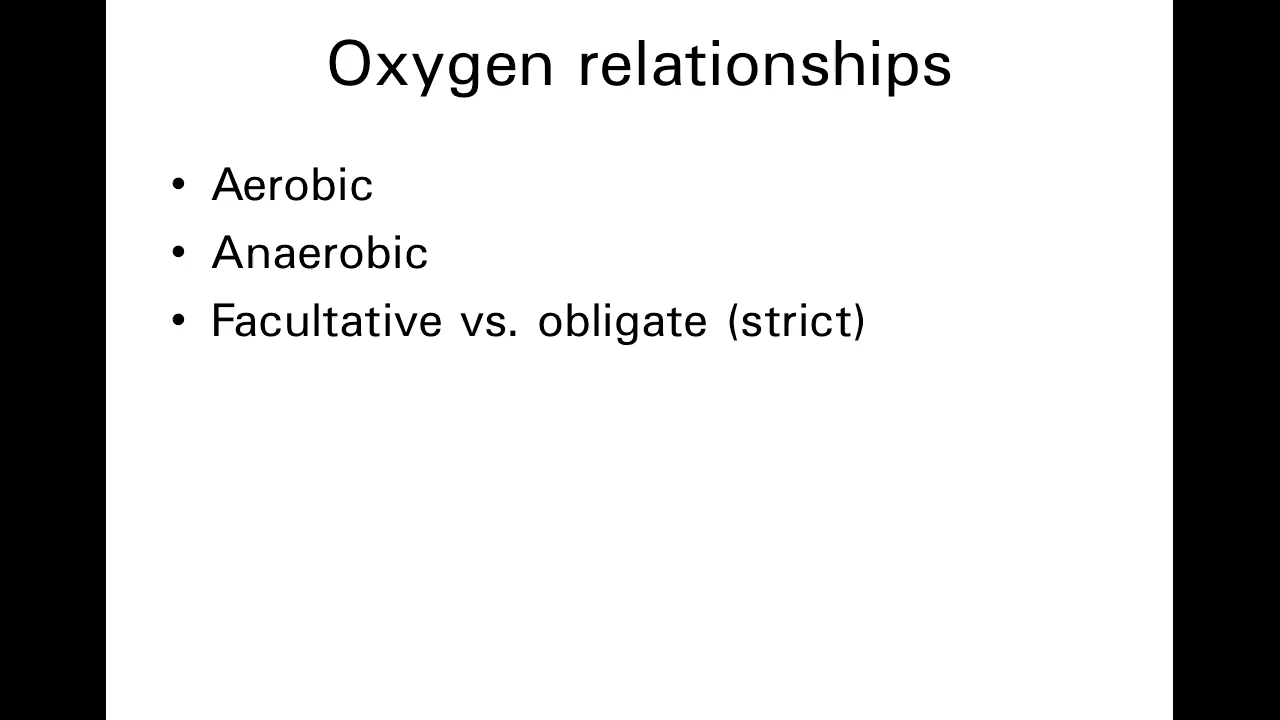 Oxygen relationships
• Aerobic
• Anaerobic
• Facultative vs. obligate (strict)